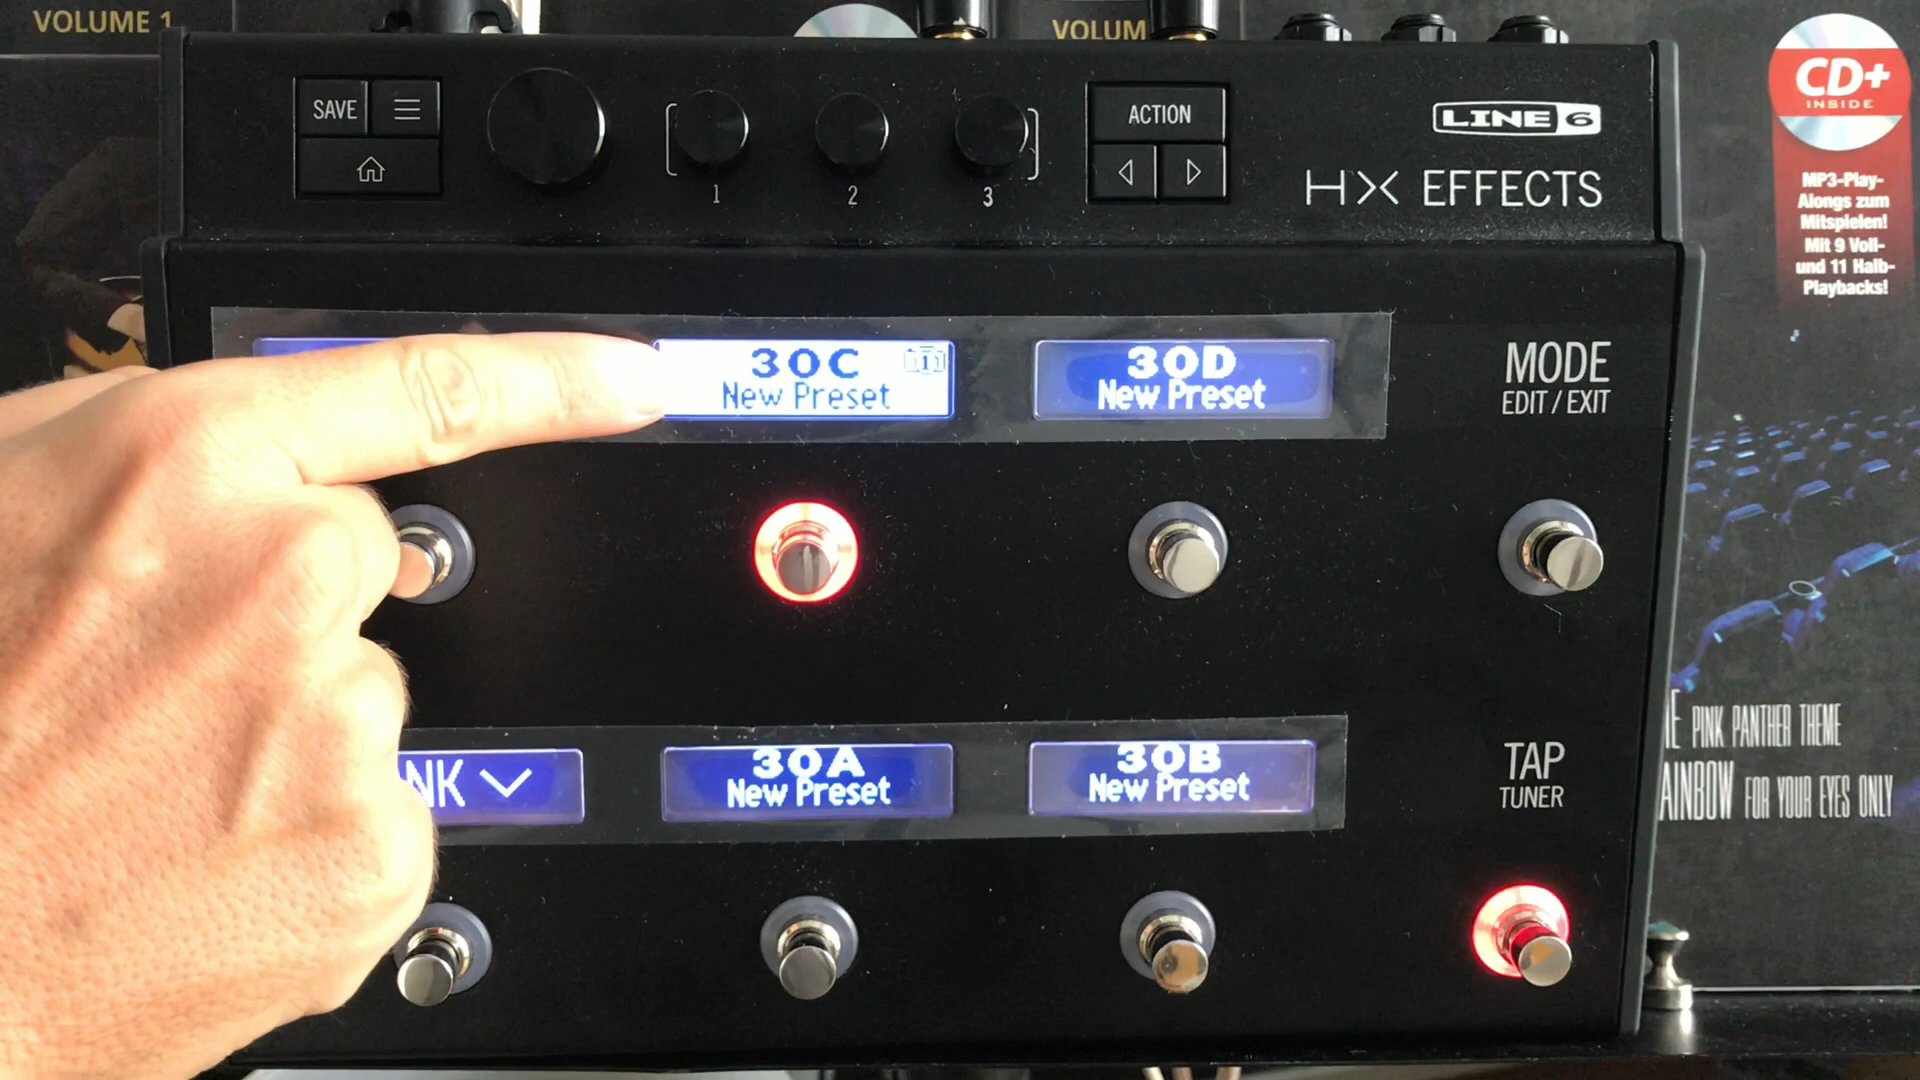 VOLUME 1
VOLUM
SAVE
1
2
3
ACTION
LINE 6
HX EFFECTS
CD+
INSIDE
MP3-Play-
Alongs zum
Mitspielen!
Mit 9 Voll-
und 11 Halb-
Playbacks!
30C
1
New Preset
30D
New Preset
MODE
EDIT / EXIT
NK
30A
New Preset
30B
New Preset
TAP
TUNER
E PINK PANTHER THEME
AINBOW FOR YOUR EYES ONLY